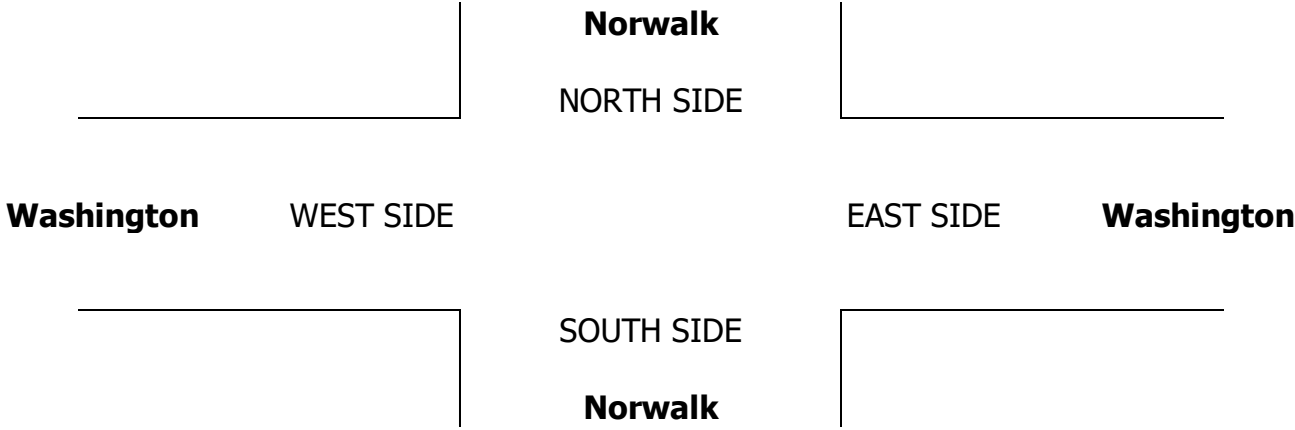 Norwalk
NORTH SIDE
Washington WEST SIDE EAST SIDE Washington
SOUTH SIDE
Norwalk